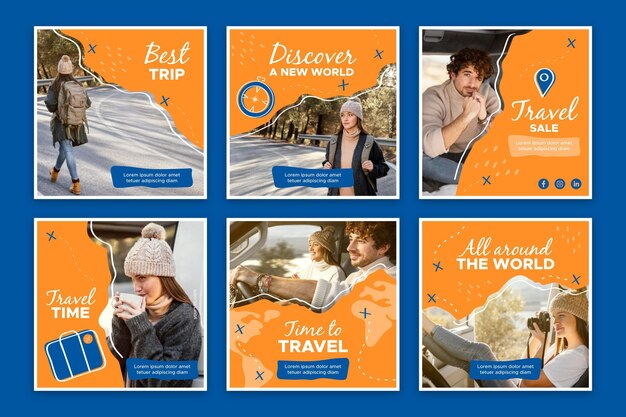 Best
TRIP
Lorem ipsum dolor amet
tetuer adipiscing diam
Discover
A NEW WORLD
Lorem ipsum dolor amet
tetuer adipiscing diam
Travel
SALE
Lorem ipsum dolor amet
tetuer adipiscing diam
Travel
TIME
Lorem ipsum dolor amet
tetuer adipiscing diam
Time to
TRAVEL
Lorem ipsum dolor amet
tetuer adipiscing diam
All around
THE WORLD
Lorem ipsum dolor amet
tetuer adipiscing diam